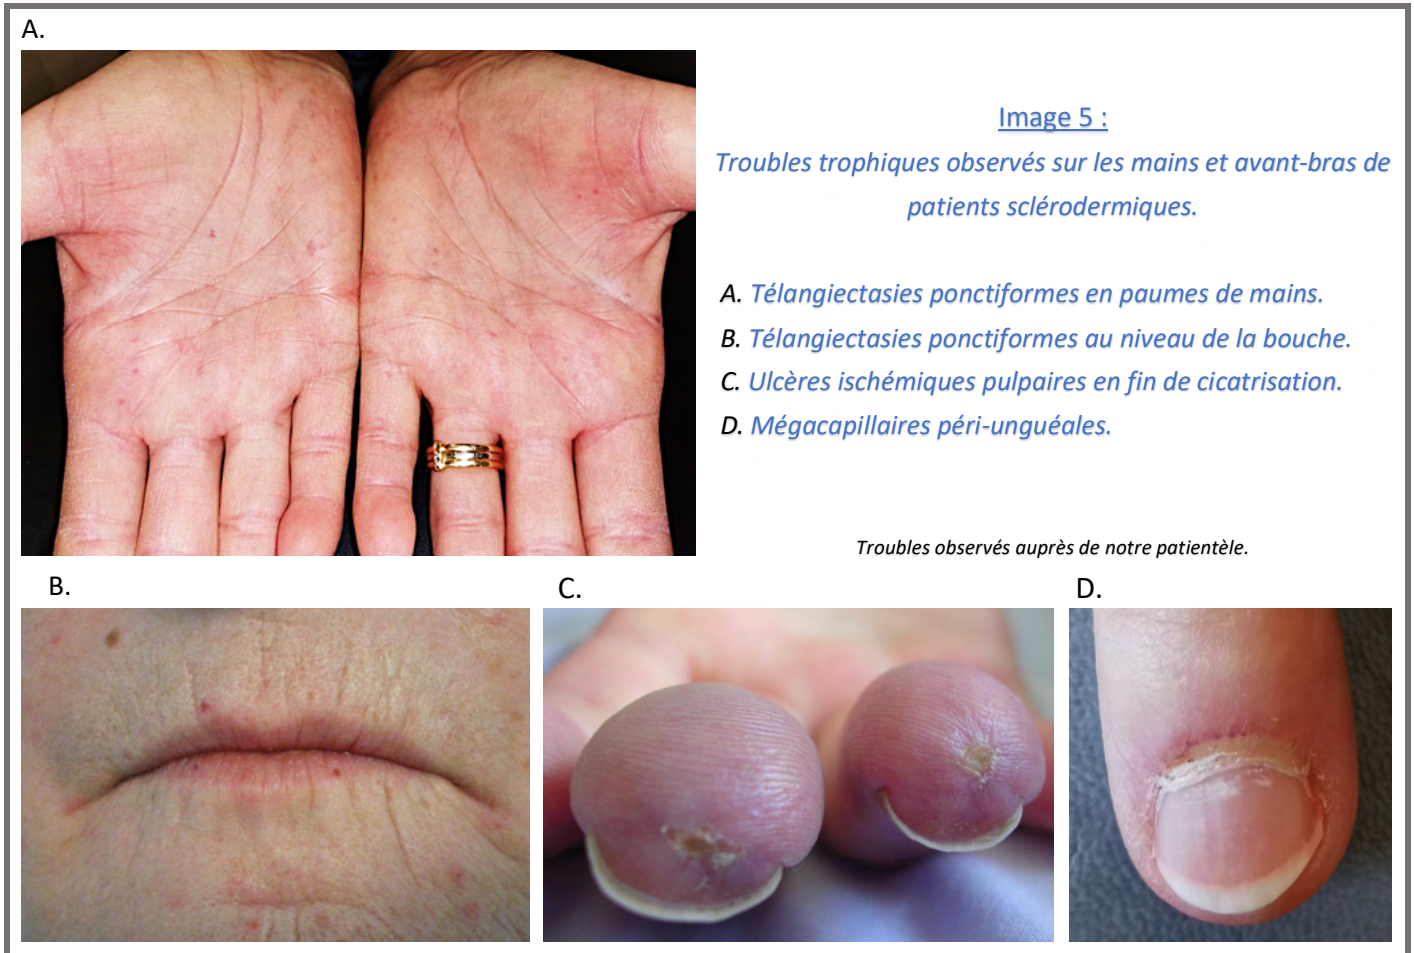 A.
Image 5 :
Troubles trophiques observés sur les mains et avant-bras de
patients sclérodermiques.
A. Télangiectasies ponctiformes en paumes de mains.
B. Télangiectasies ponctiformes au niveau de la bouche.
C. Ulcères ischémiques pulpaires en fin de cicatrisation.
D. Mégacapillaires péri-unguéales.
Troubles observés auprès de notre patientèle.
B.
C.
D.